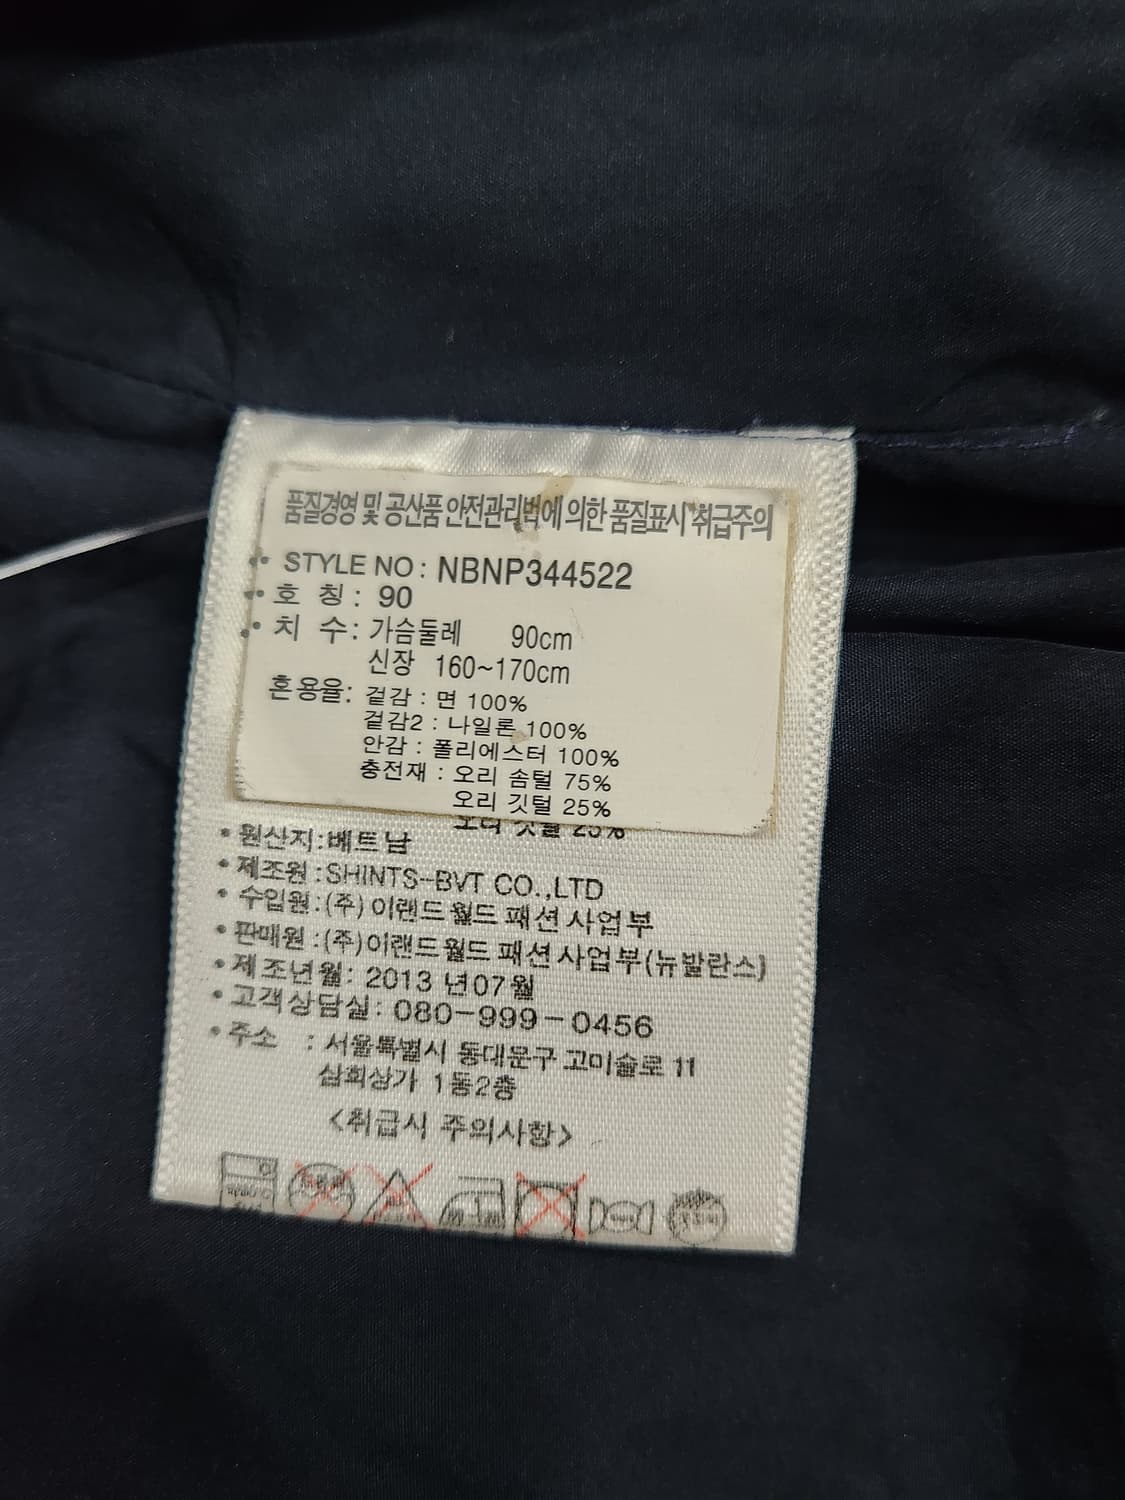 품질경영 및 공산품 안전관리법에 의한 품질표시 취급주의
• STYLE NO : NBNP344522
• 호 칭 : 90
• 치 수 : 가슴둘레 90cm
신장 160~170cm
혼용율: 겉감 : 면 100%
겉감2 : 나일론 100%
안감 : 폴리에스터 100%
충전재 : 오리 솜털 75%
오리 깃털 25%
오리 깃털 25%
• 원산지:베트남
• 제조원:SHINTS-BVT CO.,LTD
• 수입원:(주)이랜드월드 패션사업부
• 판매원:(주)이랜드월드 패션사업부(뉴발란스)
• 제조년월: 2013 년07월
• 고객상담실: 080-999-0456
• 주소 : 서울특별시 동대문구 고미술로 11
삼희상가 1동2층
<취급시 주의사항>